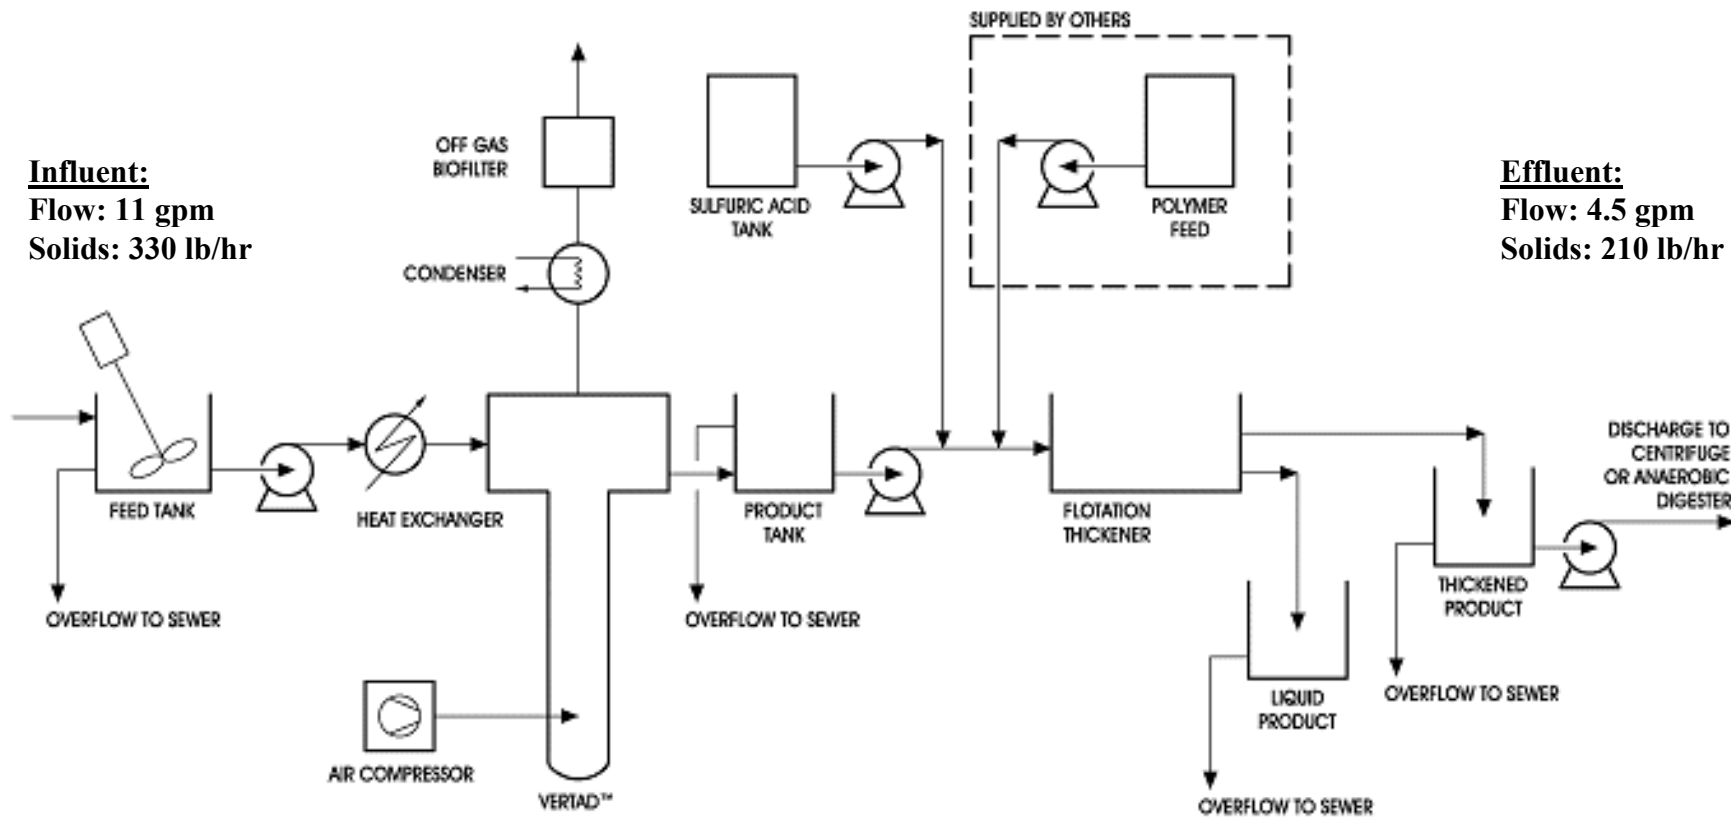 SUPPLIED BY OTHERS
OFF GAS
BIOFILTER
Influent:
Flow: 11 gpm
Solids: 330 lb/hr
SULFURIC ACID
TANK
POLYMER
FEED
Effluent:
Flow: 4.5 gpm
Solids: 210 lb/hr
CONDENSER
FEED TANK
HEAT EXCHANGER
PRODUCT
TANK
FLOTATION
THICKENER
DISCHARGE TO
CENTRIFUGE
OR ANAEROBIC
DIGESTER
THICKENED
PRODUCT
OVERFLOW TO SEWER
OVERFLOW TO SEWER
LIQUID
PRODUCT
OVERFLOW TO SEWER
AIR COMPRESSOR
VERTAD™
OVERFLOW TO SEWER